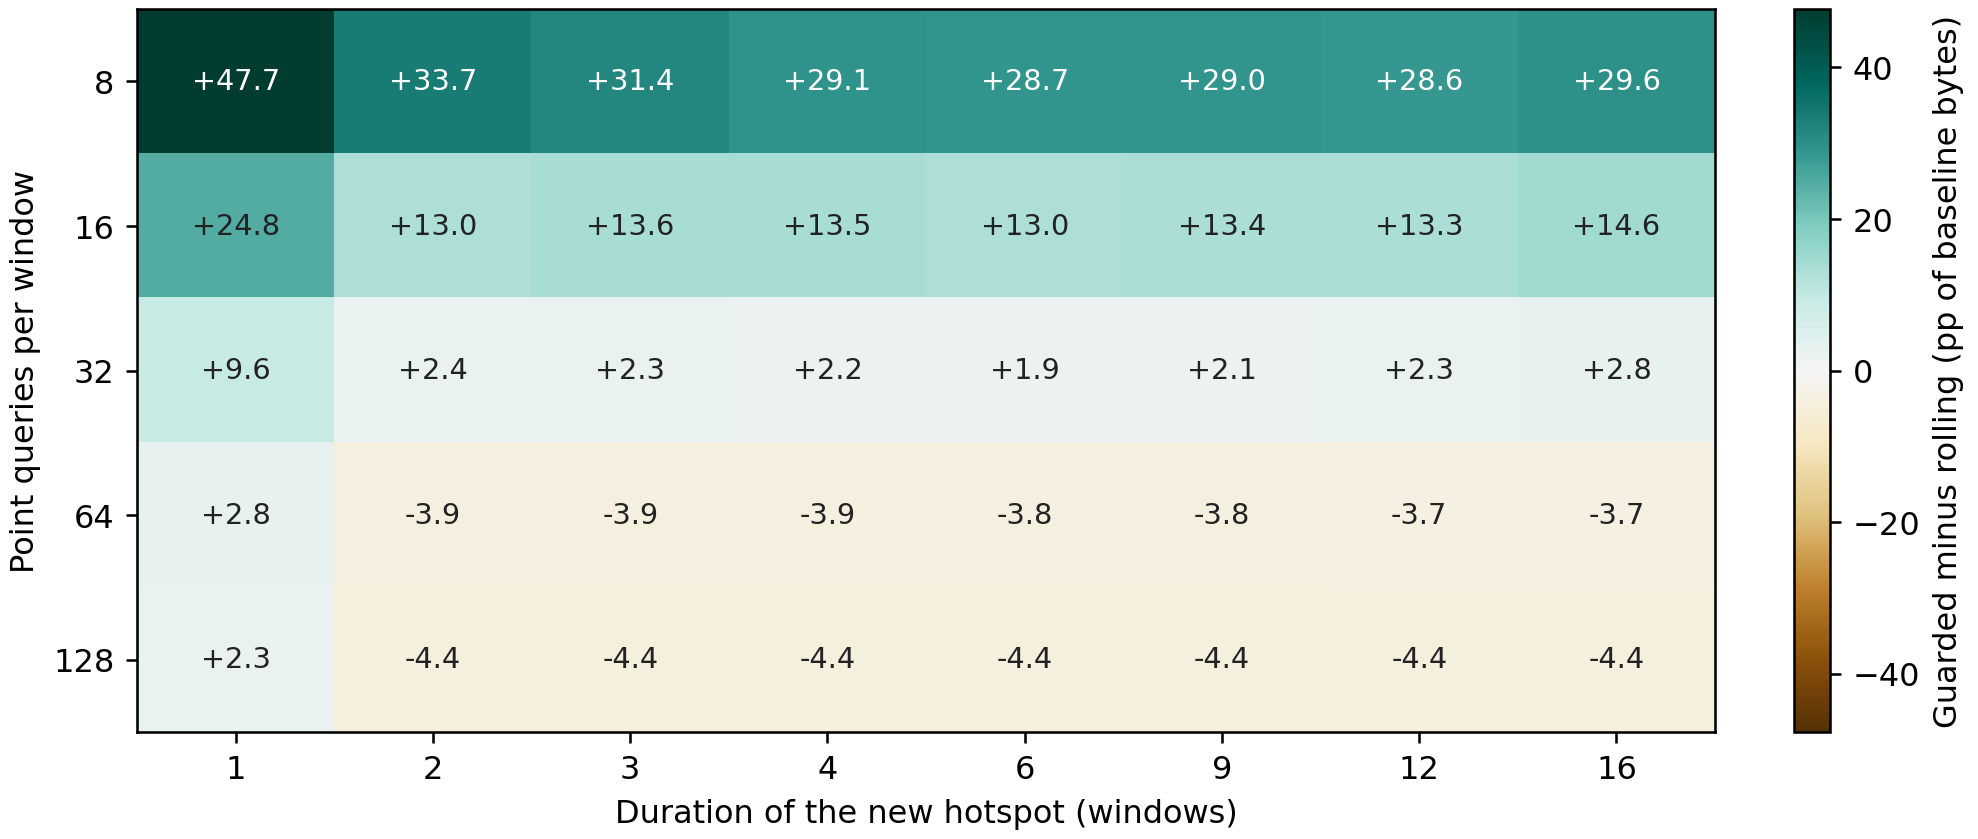 8 +47.7 +33.7 +31.4 +29.1 +28.7 +29.0 +28.6 +29.6
16 +24.8 +13.0 +13.6 +13.5 +13.0 +13.4 +13.3 +14.6
32 +9.6 +2.4 +2.3 +2.2 +1.9 +2.1 +2.3 +2.8
64 +2.8 -3.9 -3.9 -3.9 -3.8 -3.8 -3.7 -3.7
128 +2.3 -4.4 -4.4 -4.4 -4.4 -4.4 -4.4 -4.4
1 2 3 4 6 9 12 16
Duration of the new hotspot (windows)
Point queries per window
40
20
0
−20
−40
Guarded minus rolling (pp of baseline bytes)